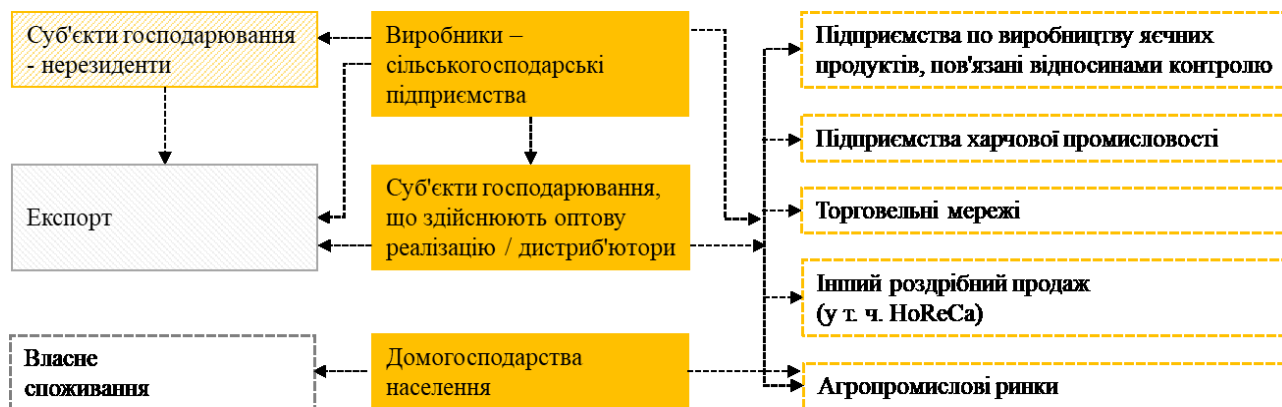 Суб'єкти господарювання
- нерезиденти
Виробники –
сільськогосподарські
підприємства
Підприємства по виробництву яєчних
продуктів, пов'язані відносинами контролю
Підприємства харчової промисловості
Експорт
Суб'єкти господарювання,
що здійснюють оптову
реалізацію / дистриб'ютори
Торговельні мережі
Інший роздрібний продаж
(у т. ч. HoReCa)
Власне
споживання
Домогосподарства
населення
Агропромислові ринки